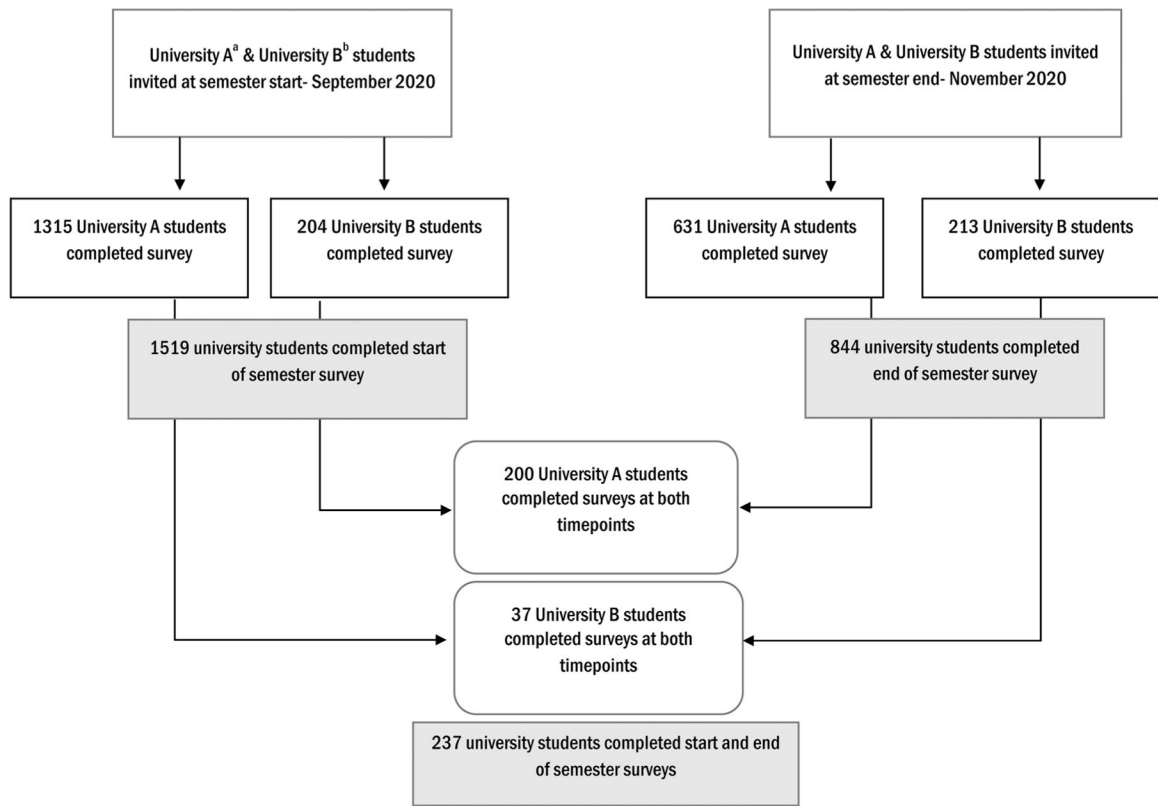 University Aᵃ & University Bᵇ students
invited at semester start- September 2020
University A & University B students invited
at semester end- November 2020
1315 University A students
completed survey
204 University B students
completed survey
631 University A students
completed survey
213 University B students
completed survey
1519 university students completed start
of semester survey
844 university students completed
end of semester survey
200 University A students
completed surveys at both
timepoints
37 University B students
completed surveys at both
timepoints
237 university students completed start and end
of semester surveys